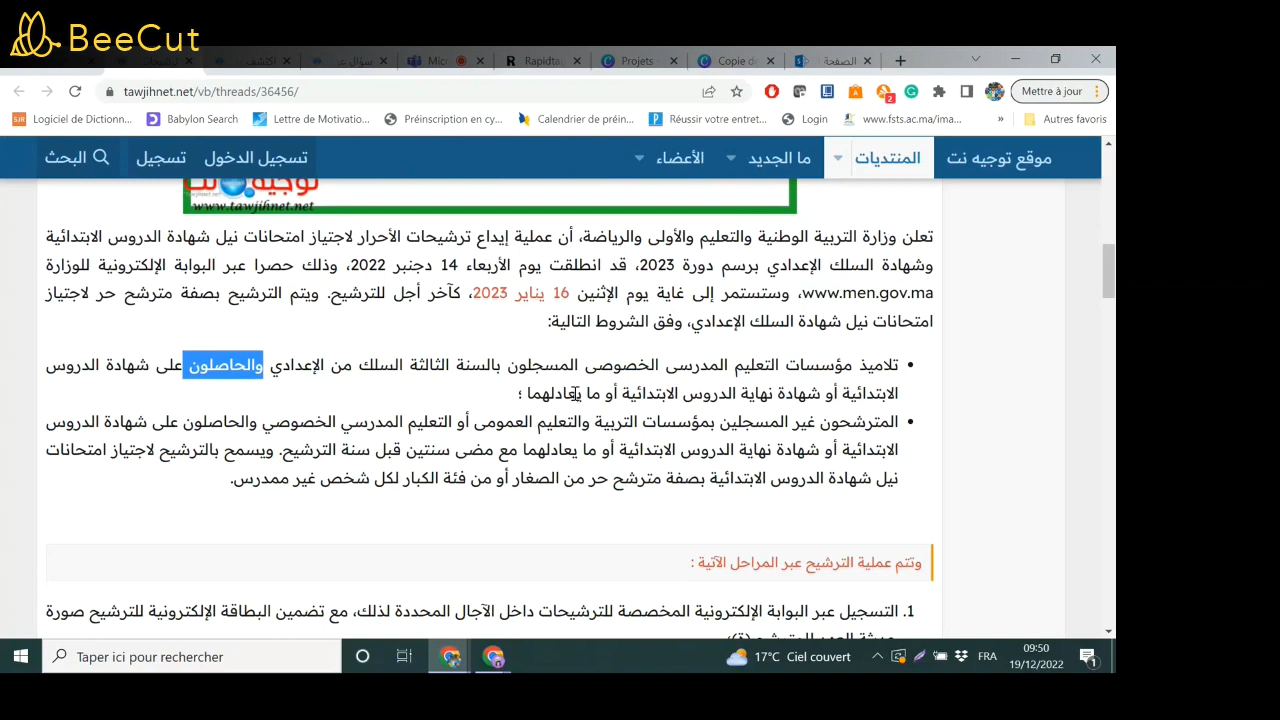 BeeCut
Micr
Rapidta
Projets -
Copie de
الصفحة
tawjihnet.net/vb/threads/36456/
Mettre à jour
2
Logiciel de Dictionn...
Babylon Search
Lettre de Motivatio...
Préinscription en cy...
Calendrier de préin...
Réussir votre entret...
Login
www.fsts.ac.ma/ima...
»
Autres favoris
موقع توجيه نت
المنتديات
ما الجديد
الأعضاء
تسجيل الدخول
تسجيل
البحث
توجيه نت
www.tawjihnet.net
تعلن وزارة التربية الوطنية والتعليم والأولى والرياضة، أن عملية إيداع ترشيحات الأحرار لاجتياز امتحانات نيل شهادة الدروس الابتدائية
وشهادة السلك الإعدادي برسم دورة 2023، قد انطلقت يوم الأربعاء 14 دجنبر 2022، وذلك حصرا عبر البوابة الإلكترونية للوزارة
www.men.gov.ma، وستستمر إلى غاية يوم الإثنين 16 يناير 2023، كآخر أجل للترشيح. ويتم الترشيح بصفة مترشح حر لاجتياز
امتحانات نيل شهادة السلك الإعدادي، وفق الشروط التالية:
• تلاميذ مؤسسات التعليم المدرسى الخصوصى المسجلون بالسنة الثالثة السلك من الإعدادي والحاصلون على شهادة الدروس
الابتدائية أو شهادة نهاية الدروس الابتدائية أو ما يعادلهما ؛
• المترشحون غير المسجلين بمؤسسات التربية والتعليم العمومى أو التعليم المدرسي الخصوصي والحاصلون على شهادة الدروس
الابتدائية أو شهادة نهاية الدروس الابتدائية أو ما يعادلهما مع مضى سنتين قبل سنة الترشيح. ويسمح بالترشيح لاجتياز امتحانات
نيل شهادة الدروس الابتدائية بصفة مترشح حر من الصغار أو من فئة الكبار لكل شخص غير ممدرس.
وتتم عملية الترشيح عبر المراحل الآتية :
1. التسجيل عبر البوابة الإلكترونية المخصصة للترشيحات داخل الآجال المحددة لذلك، مع تضمين البطاقة الإلكترونية للترشيح صورة
Taper ici pour rechercher
17°C Ciel couvert
FRA
09:50
19/12/2022
1